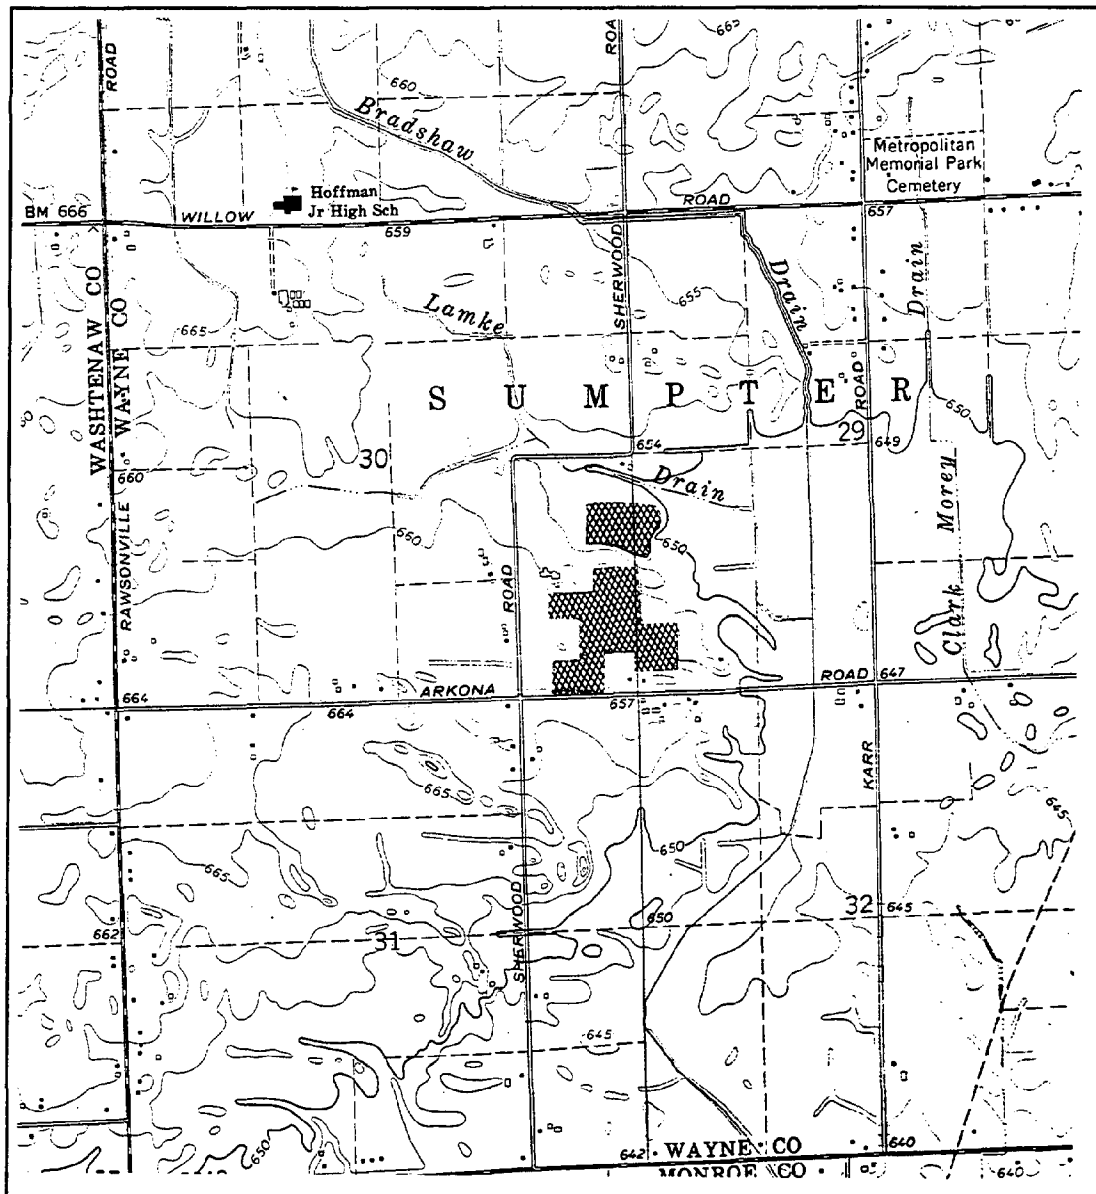 ROAD
ROA
665
660
Bradshaw
Metropolitan
Memorial Park
Cemetery
Hoffman
Jr High Sch
BM 666
WILLOW
659
ROAD
657
SHERWOOD
Drain
Drain
WASHTENAW CO
WAYNE CO
665
Lamke
655
ROAD
SUMPTER
650
30
654
29
649
660
Drain
Morey
RAWSONVILLE
660
650
ROAD
Clark
ARKONA
ROAD
647
664
664
657
KARR
665
645
665
650
SHERWOOD
650
32
645
662
31
645
650
642
WAYNE CO
640
MONROE CO
640